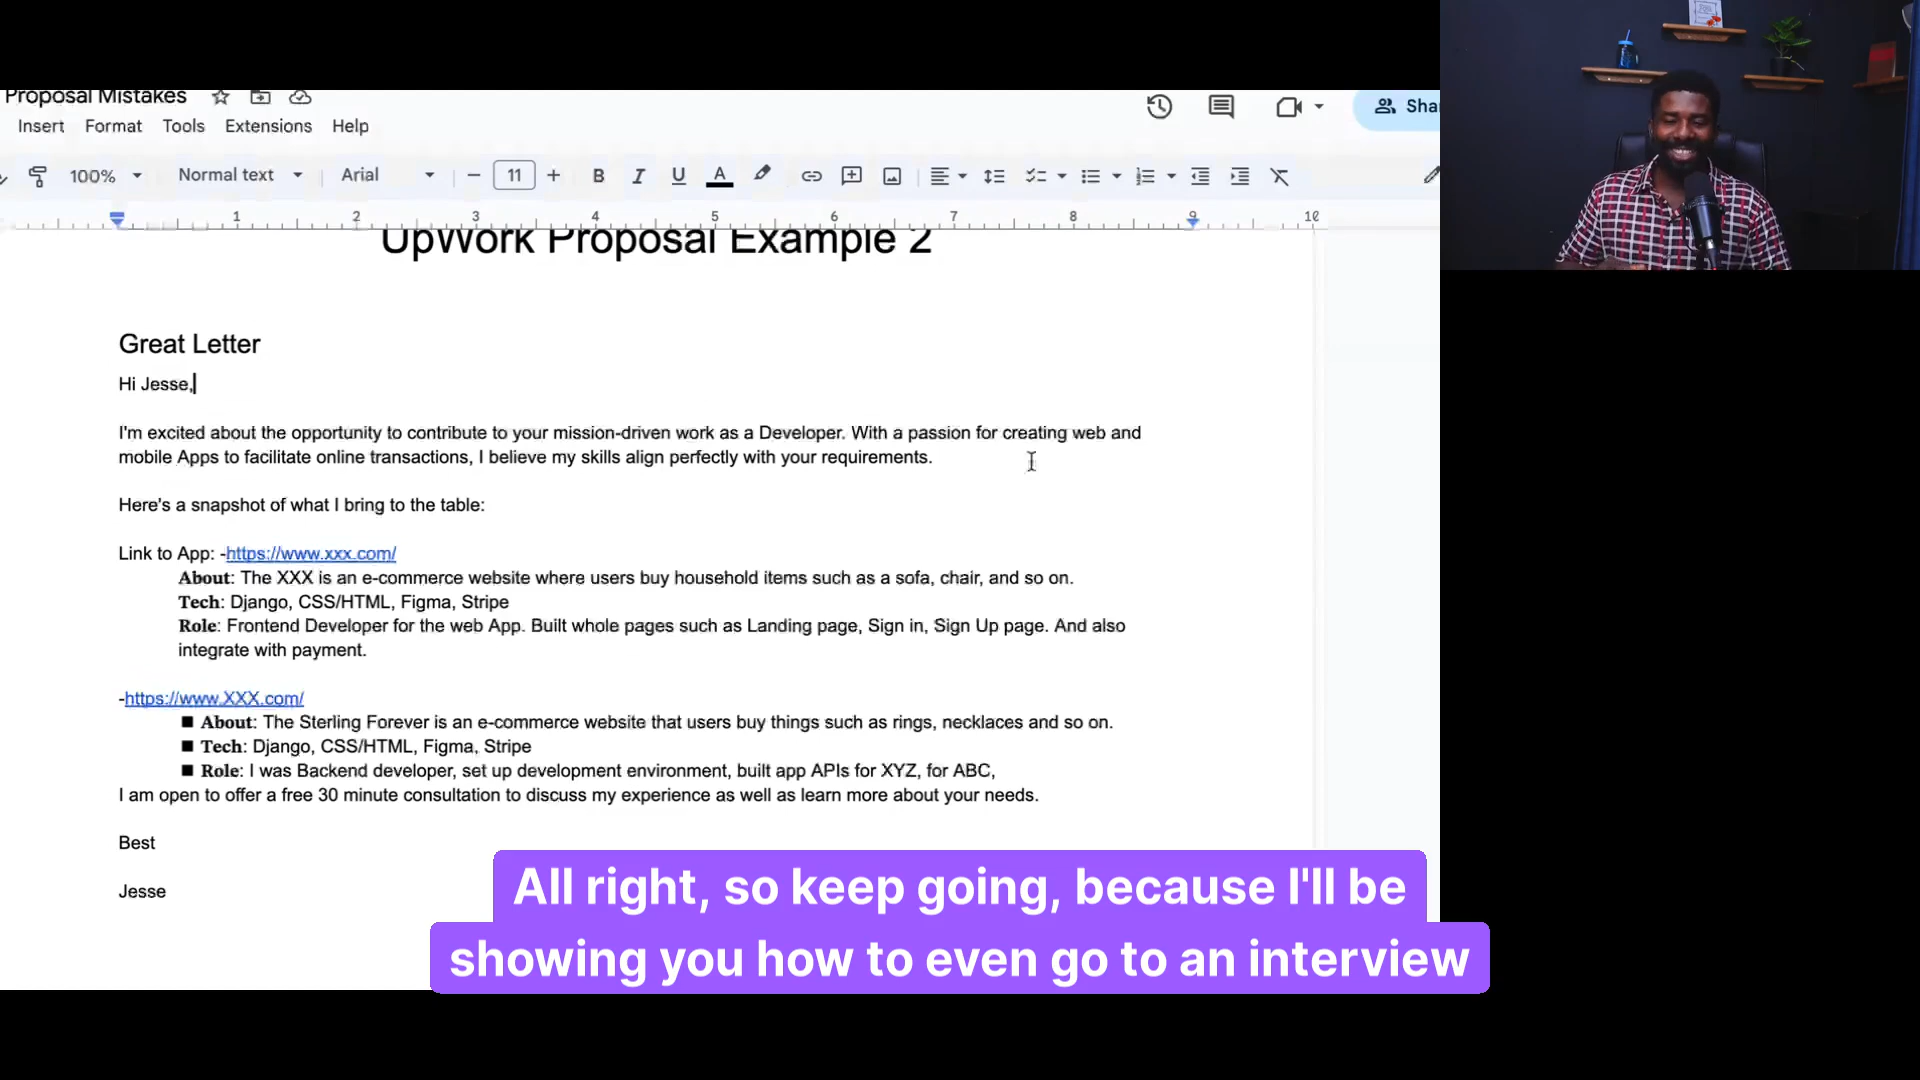 Proposal Mistakes
Insert Format Tools Extensions Help
100% Normal text Arial 11 B I U A
1 2 3 4 5 6 7 8 9 10
UpWork Proposal Example 2
Great Letter
Hi Jesse,
I'm excited about the opportunity to contribute to your mission-driven work as a Developer. With a passion for creating web and
mobile Apps to facilitate online transactions, I believe my skills align perfectly with your requirements.
Here's a snapshot of what I bring to the table:
Link to App: -https://www.xxx.com/
About: The XXX is an e-commerce website where users buy household items such as a sofa, chair, and so on.
Tech: Django, CSS/HTML, Figma, Stripe
Role: Frontend Developer for the web App. Built whole pages such as Landing page, Sign in, Sign Up page. And also
integrate with payment.
-https://www.XXX.com/
■ About: The Sterling Forever is an e-commerce website that users buy things such as rings, necklaces and so on.
■ Tech: Django, CSS/HTML, Figma, Stripe
■ Role: I was Backend developer, set up development environment, built app APIs for XYZ, for ABC,
I am open to offer a free 30 minute consultation to discuss my experience as well as learn more about your needs.
Best
Jesse
All right, so keep going, because I'll be
showing you how to even go to an interview